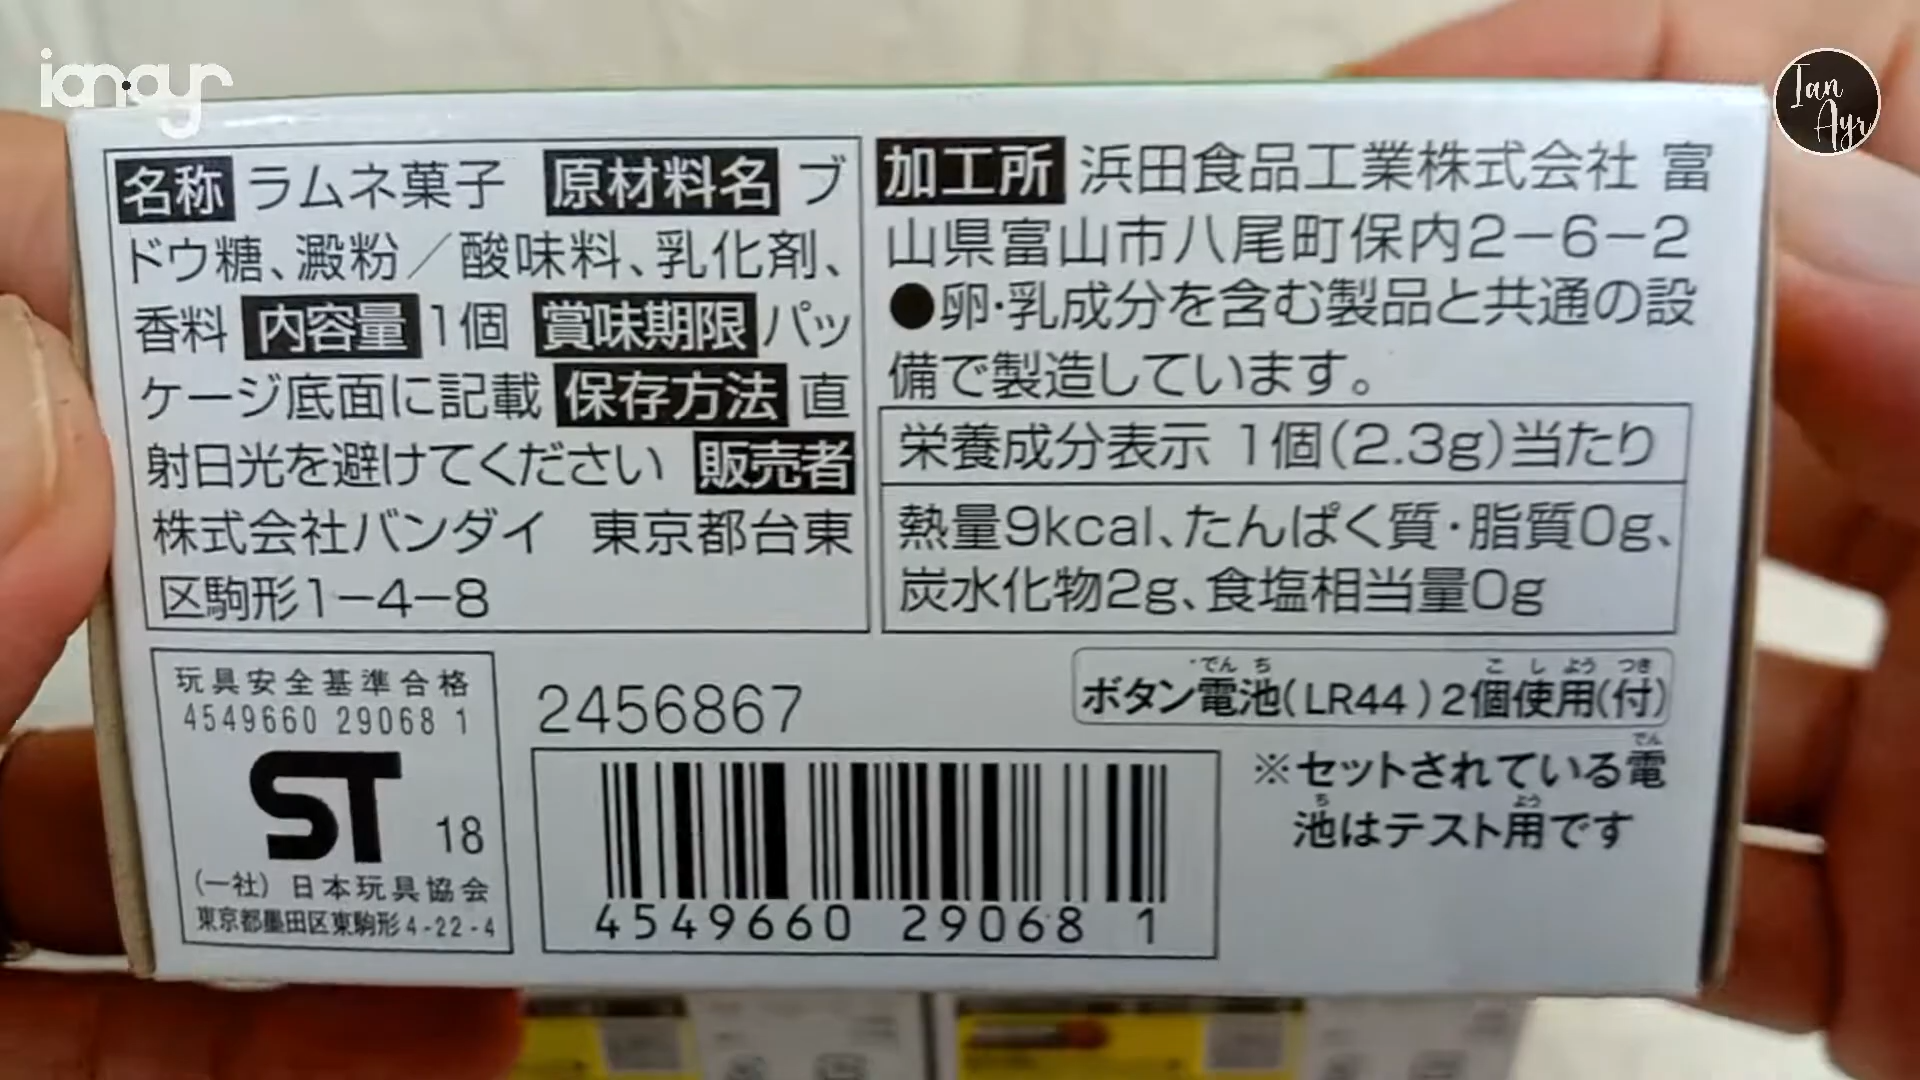 ian.ayr
Ian
Ayr
名称 ラムネ菓子 原材料名 ブ
ドウ糖、澱粉／酸味料、乳化剤、
香料 内容量 1個 賞味期限 パッ
ケージ底面に記載 保存方法 直
射日光を避けてください 販売者
株式会社バンダイ 東京都台東
区駒形1−4−8
加工所 浜田食品工業株式会社 富
山県富山市八尾町保内2−6−2
●卵・乳成分を含む製品と共通の設
備で製造しています。
栄養成分表示 1個(2.3g)当たり
熱量9kcal、たんぱく質・脂質0g、
炭水化物2g、食塩相当量0g
玩具安全基準合格
4549660 29068 1
ST 18
(一社) 日本玩具協会
東京都墨田区東駒形4-22-4
2456867
4549660 29068 1
でん ち こ し よう つき
ボタン電池(LR44)2個使用(付)
でん
※セットされている電
ち よう
池はテスト用です